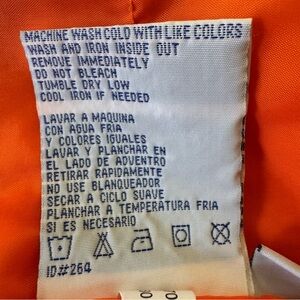 MACHINE WASH COLD WITH LIKE COLORS
WASH AND IRON INSIDE OUT
REMOVE IMMEDIATELY
DO NOT BLEACH
TUMBLE DRY LOW
COOL IRON IF NEEDED
LAVAR A MAQUINA
CON AGUA FRIA
Y COLORES IGUALES
LAVAR Y PLANCHAR EN
EL LADO DE ADVENTRO
RETIRAR RAPIDAMENTE
NO USE BLANQUEADOR
SECAR A CICLO SUAVE
PLANCHAR A TEMPERATURA FRIA
SI ES NECESARIO
ID#264